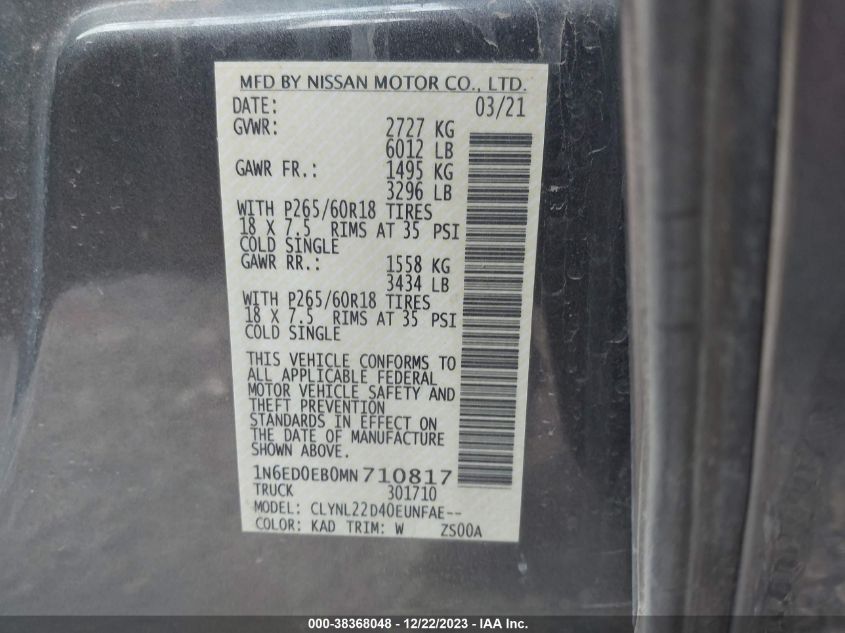 MFD BY NISSAN MOTOR CO., LTD.
DATE: 03/21
GVWR: 2727 KG
6012 LB
GAWR FR.: 1495 KG
3296 LB
WITH P265/60R18 TIRES
18 X 7.5 RIMS AT 35 PSI
COLD SINGLE
GAWR RR.: 1558 KG
3434 LB
WITH P265/60R18 TIRES
18 X 7.5 RIMS AT 35 PSI
COLD SINGLE
THIS VEHICLE CONFORMS TO
ALL APPLICABLE FEDERAL
MOTOR VEHICLE SAFETY AND
THEFT PREVENTION
STANDARDS IN EFFECT ON
THE DATE OF MANUFACTURE
SHOWN ABOVE.
1N6ED0EB0MN710817
TRUCK 301710
MODEL: CLYNL22D40EUNFAE--
COLOR: KAD TRIM: W ZS00A
000-38368048 - 12/22/2023 - IAA Inc.